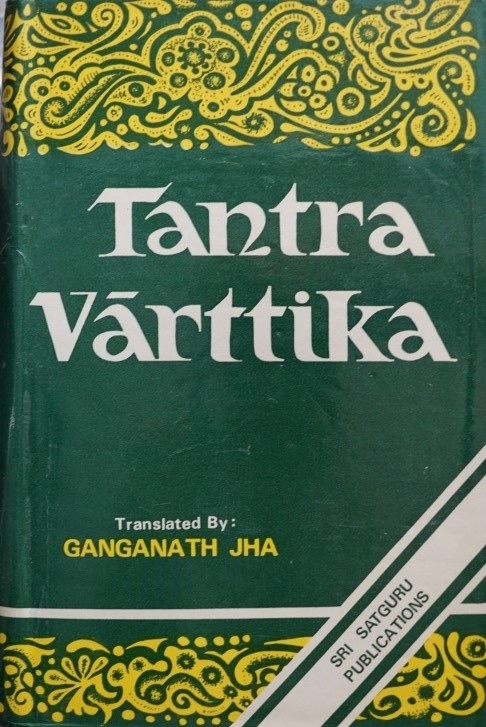 Tantra
Vārttika
Translated By:
GANGANATH JHA
SRI SATGURU
PUBLICATIONS